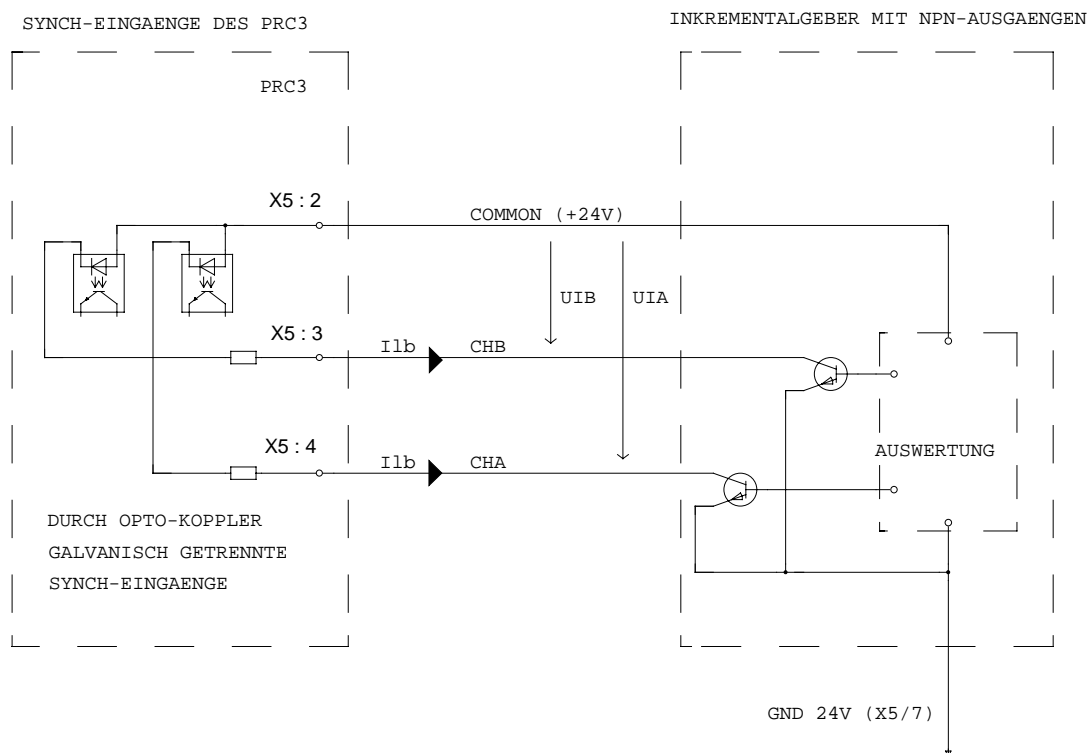 SYNCH-EINGAENGE DES PRC3
INKREMENTALGEBER MIT NPN-AUSGAENGEN
PRC3
X5 : 2
COMMON (+24V)
UIB
UIA
X5 : 3
Ilb
CHB
X5 : 4
Ilb
CHA
AUSWERTUNG
DURCH OPTO-KOPPLER
GALVANISCH GETRENNTE
SYNCH-EINGAENGE
GND 24V (X5/7)